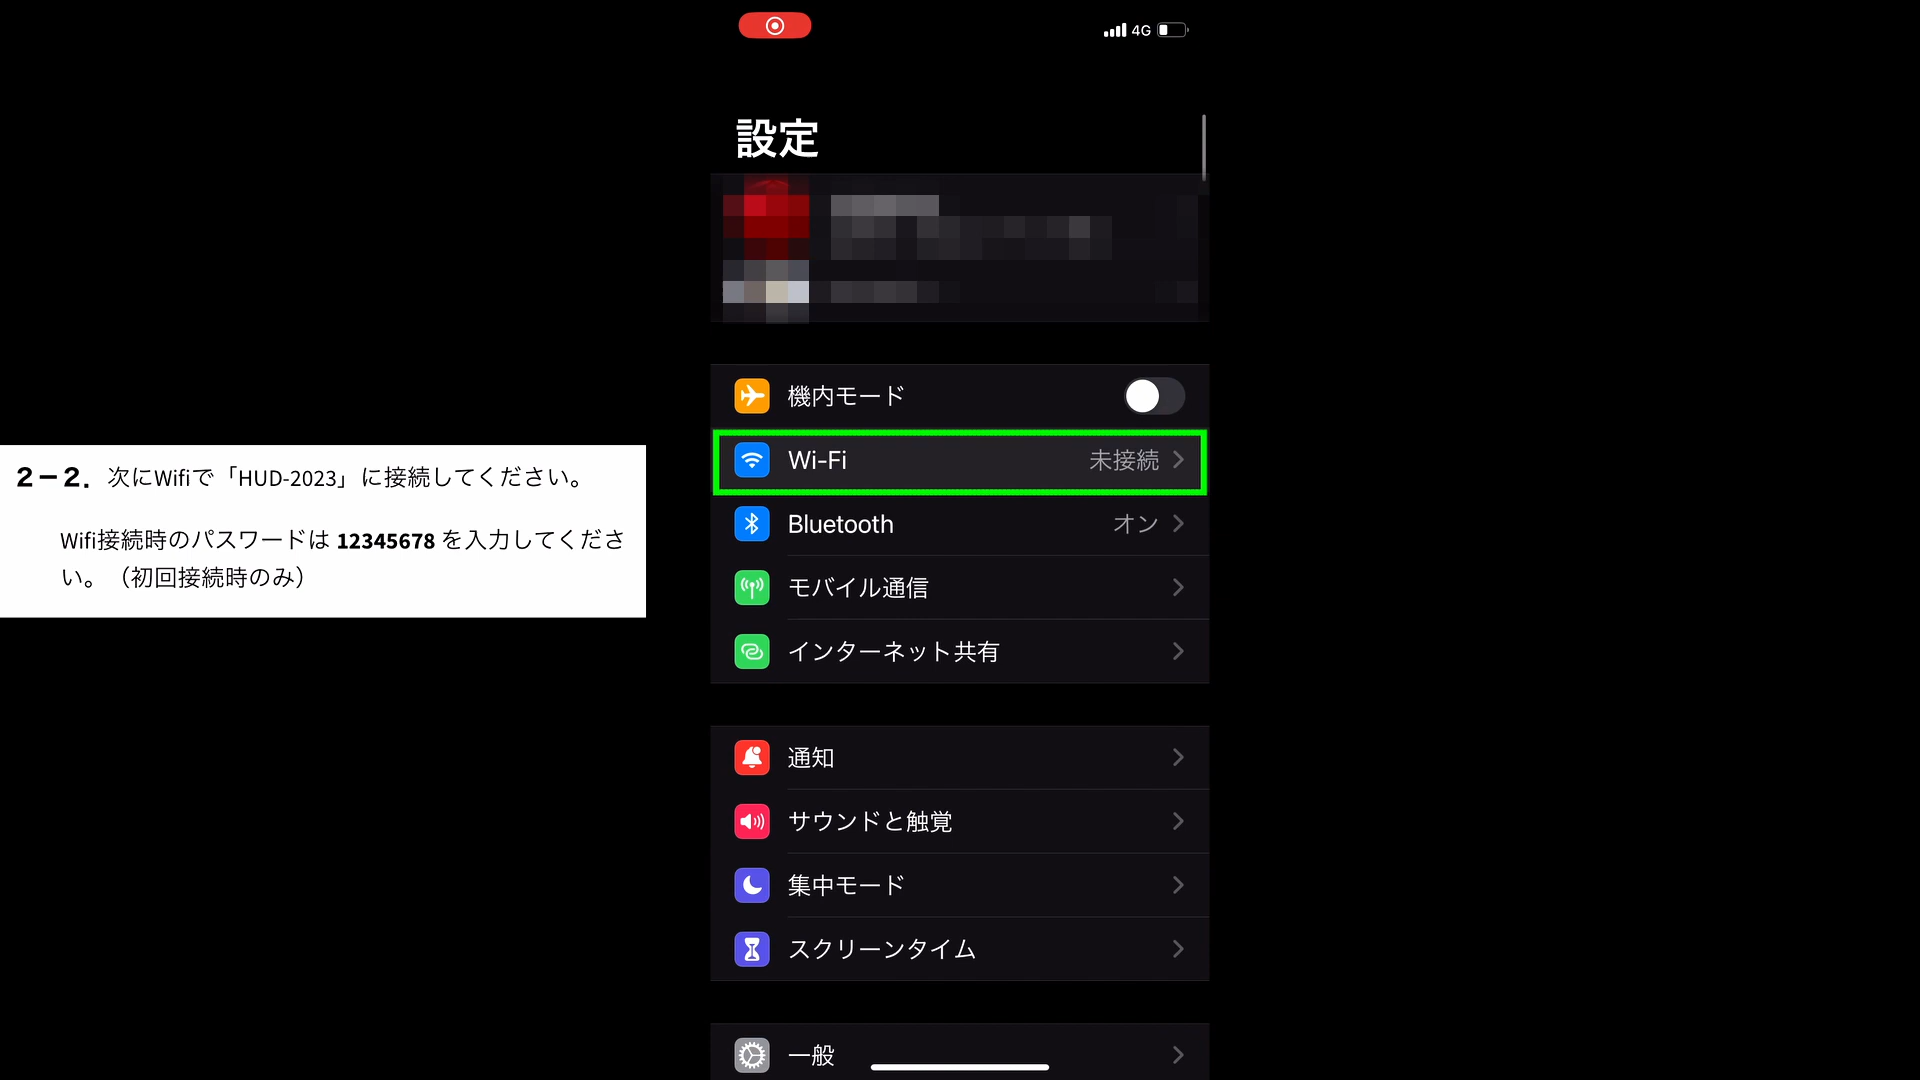 4G
設定
機内モード
Wi-Fi 未接続
Bluetooth オン
モバイル通信
インターネット共有
通知
サウンドと触覚
集中モード
スクリーンタイム
一般
2-2. 次にWifiで「HUD-2023」に接続してください。
Wifi接続時のパスワードは 12345678 を入力してくださ
い。（初回接続時のみ）